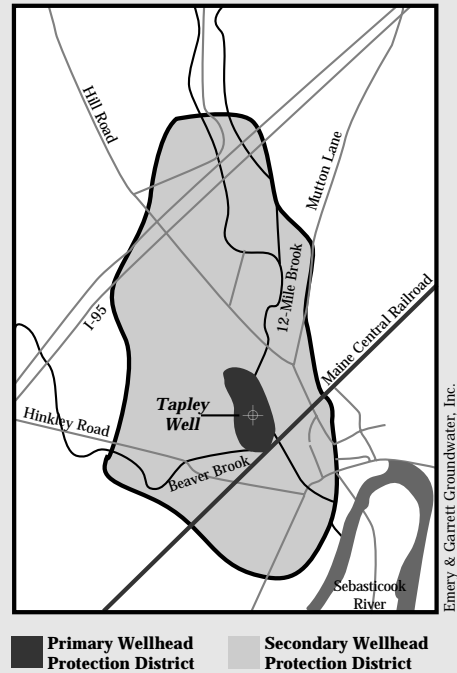 Hill Road
Mutton Lane
12-Mile Brook
I-95
Maine Central Railroad
Tapley
Well
Hinkley Road
Beaver Brook
Sebasticook
River
Emery & Garrett Groundwater, Inc.
Primary Wellhead
Protection District
Secondary Wellhead
Protection District